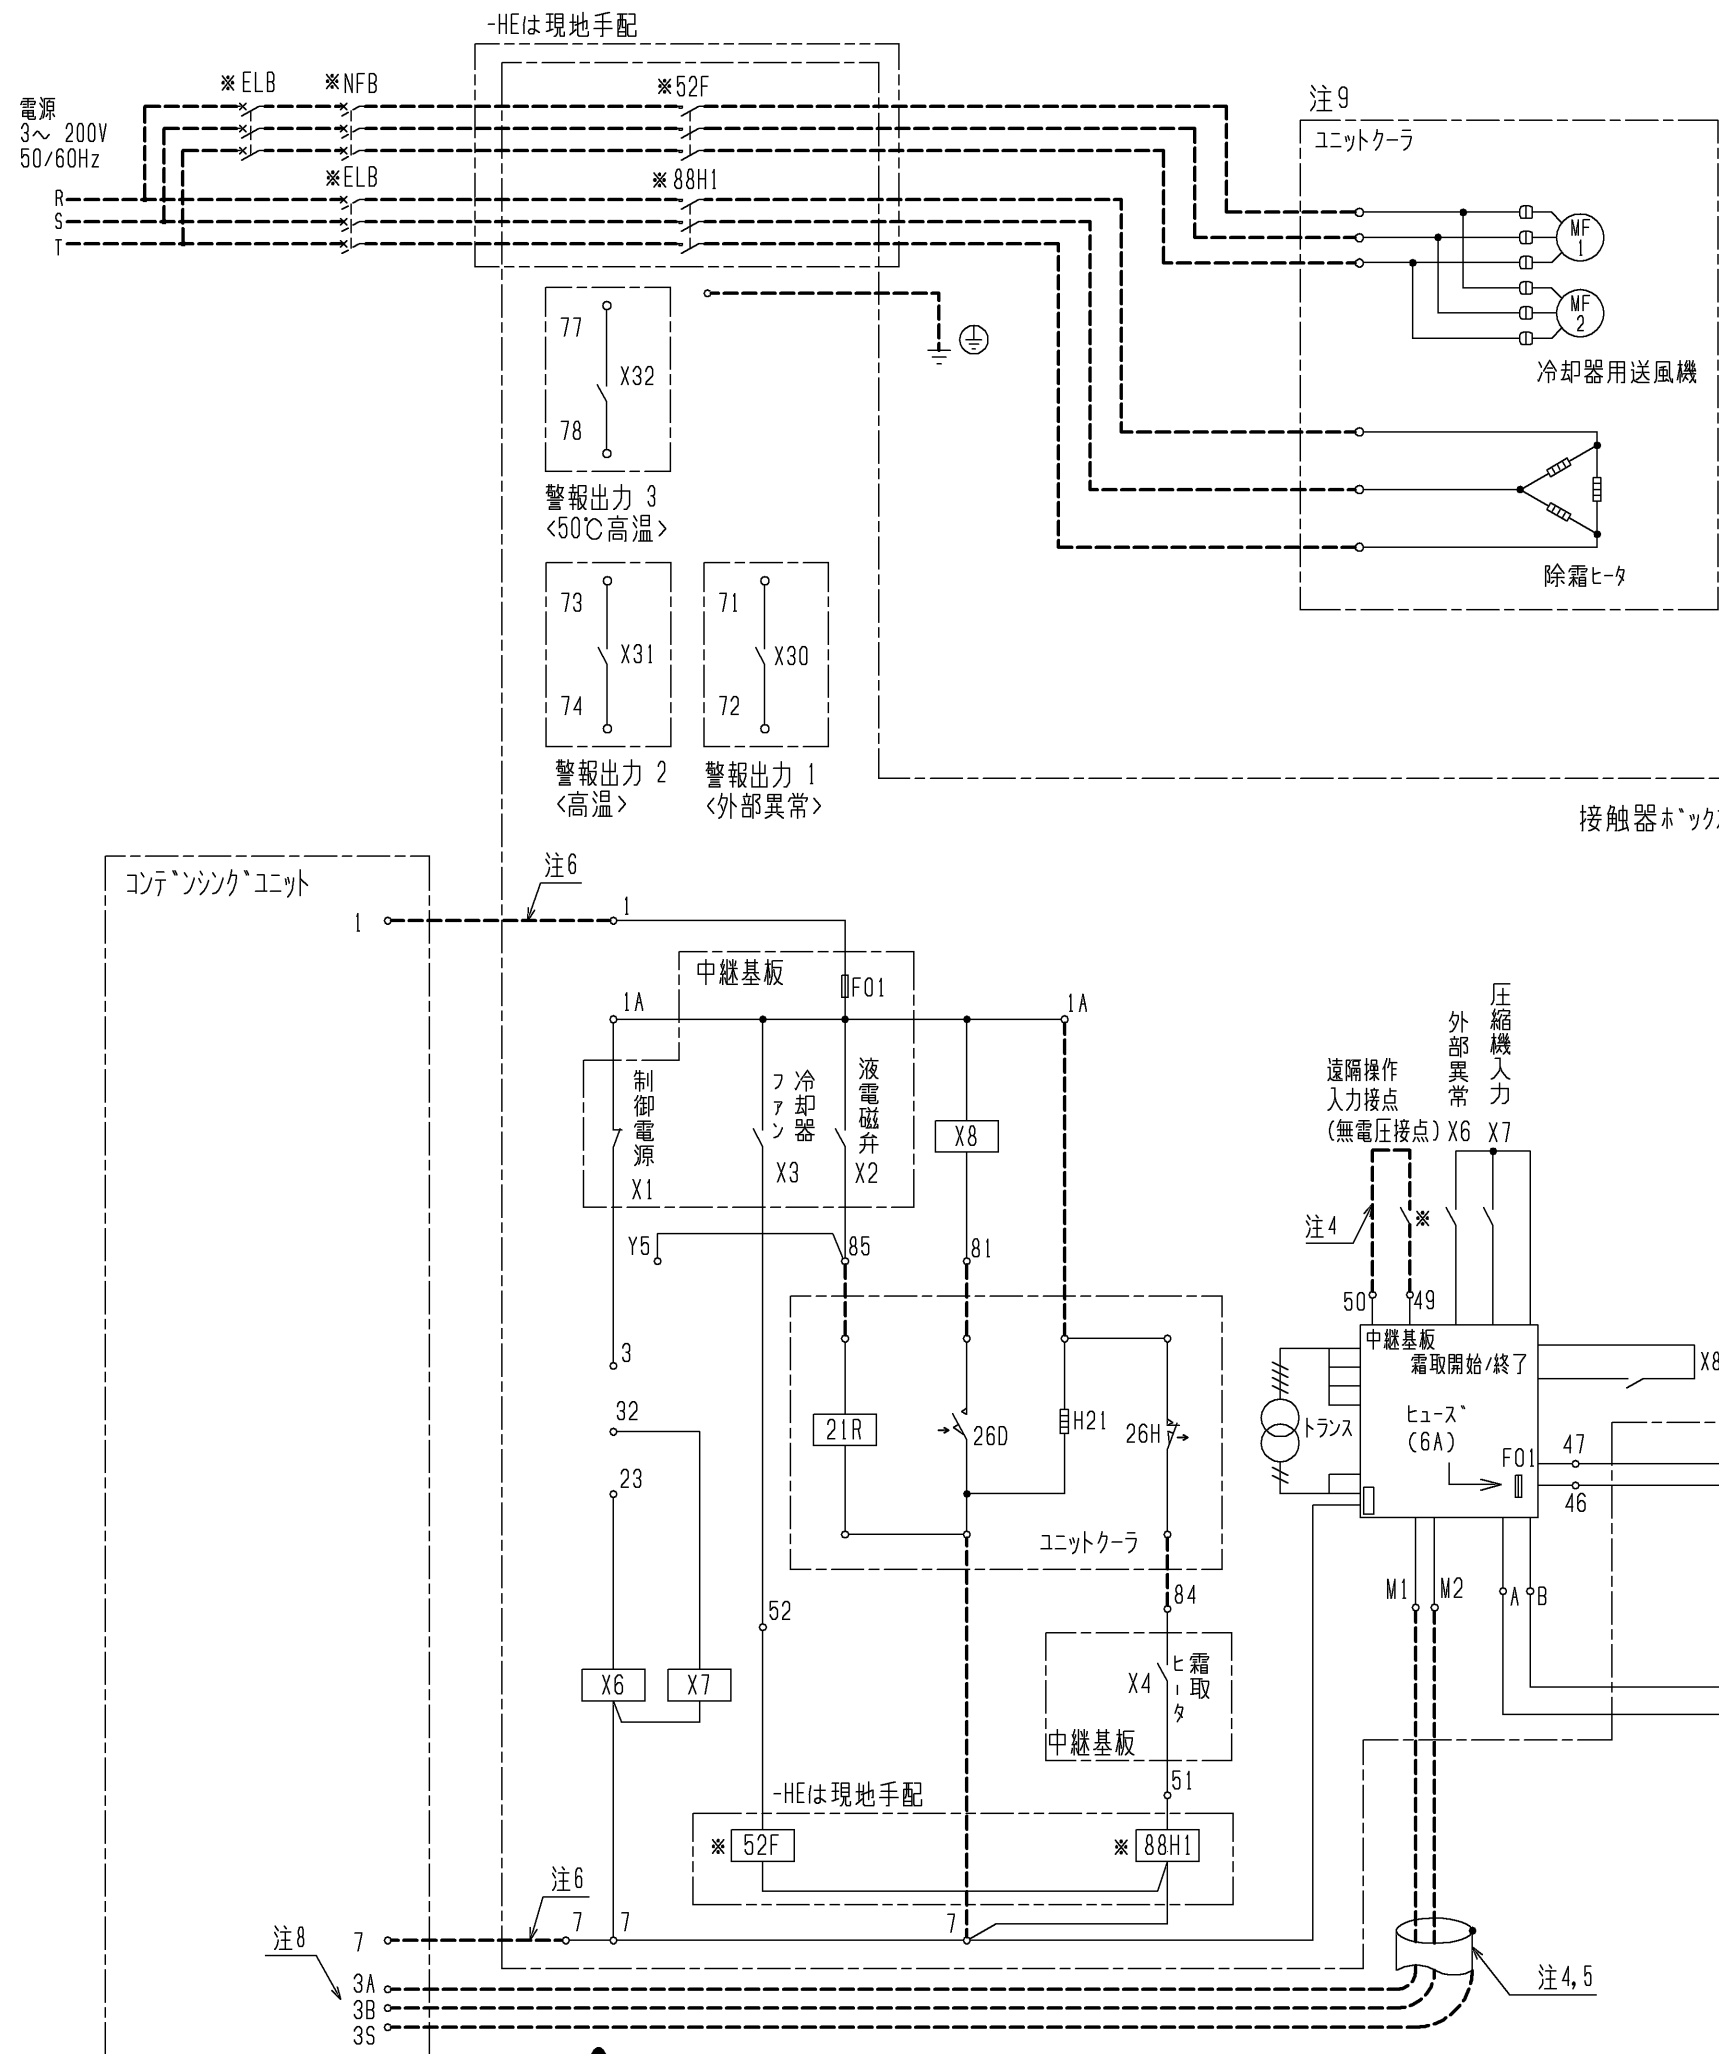 -HEは現地手配
※ELB
※NFB
※52F
電源
3～ 200V
50/60Hz
※ELB
※88H1
R
S
T
注9
ユニットクーラ
MF
1
MF
2
冷却器用送風機
除霜ヒータ
77
X32
78
警報出力 3
<50℃高温>
73
X31
74
警報出力 2
<高温>
71
X30
72
警報出力 1
<外部異常>
接触器ボックス
コンデンシングユニット
注6
1
1
中継基板
F01
1A
1A
制御電源
X1
冷却器
ファン
X3
液電磁弁
X2
X8
Y5
85
81
3
32
23
21R
26D
H21
26H
ユニットクーラ
84
52
X6
X7
X4
霜取
ヒータ
中継基板
51
-HEは現地手配
※
52F
※
88H1
注6
7
7
7
7
注8
3A
3B
3S
遠隔操作
入力接点
(無電圧接点)
外部異常
X6
圧縮機入力
X7
注4
※
50
49
中継基板
霜取開始/終了
X8
ヒューズ
(6A)
F01
トランス
47
46
M1
M2
A
B
注4,5